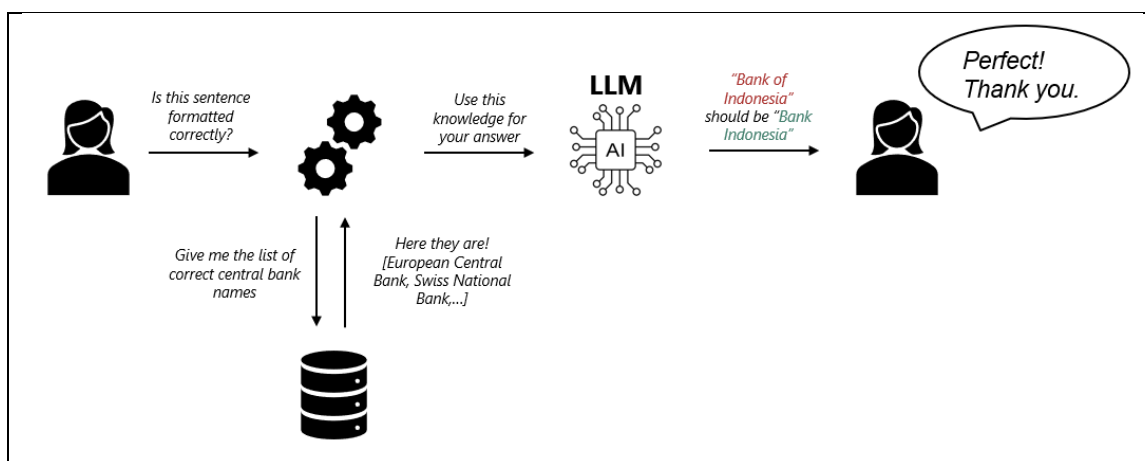 Is this sentence
formatted
correctly?
Use this
knowledge for
your answer
LLM
AI
“Bank of
Indonesia”
should be “Bank
Indonesia”
Perfect!
Thank you.
Give me the list of
correct central bank
names
Here they are!
[European Central
Bank, Swiss National
Bank,...]